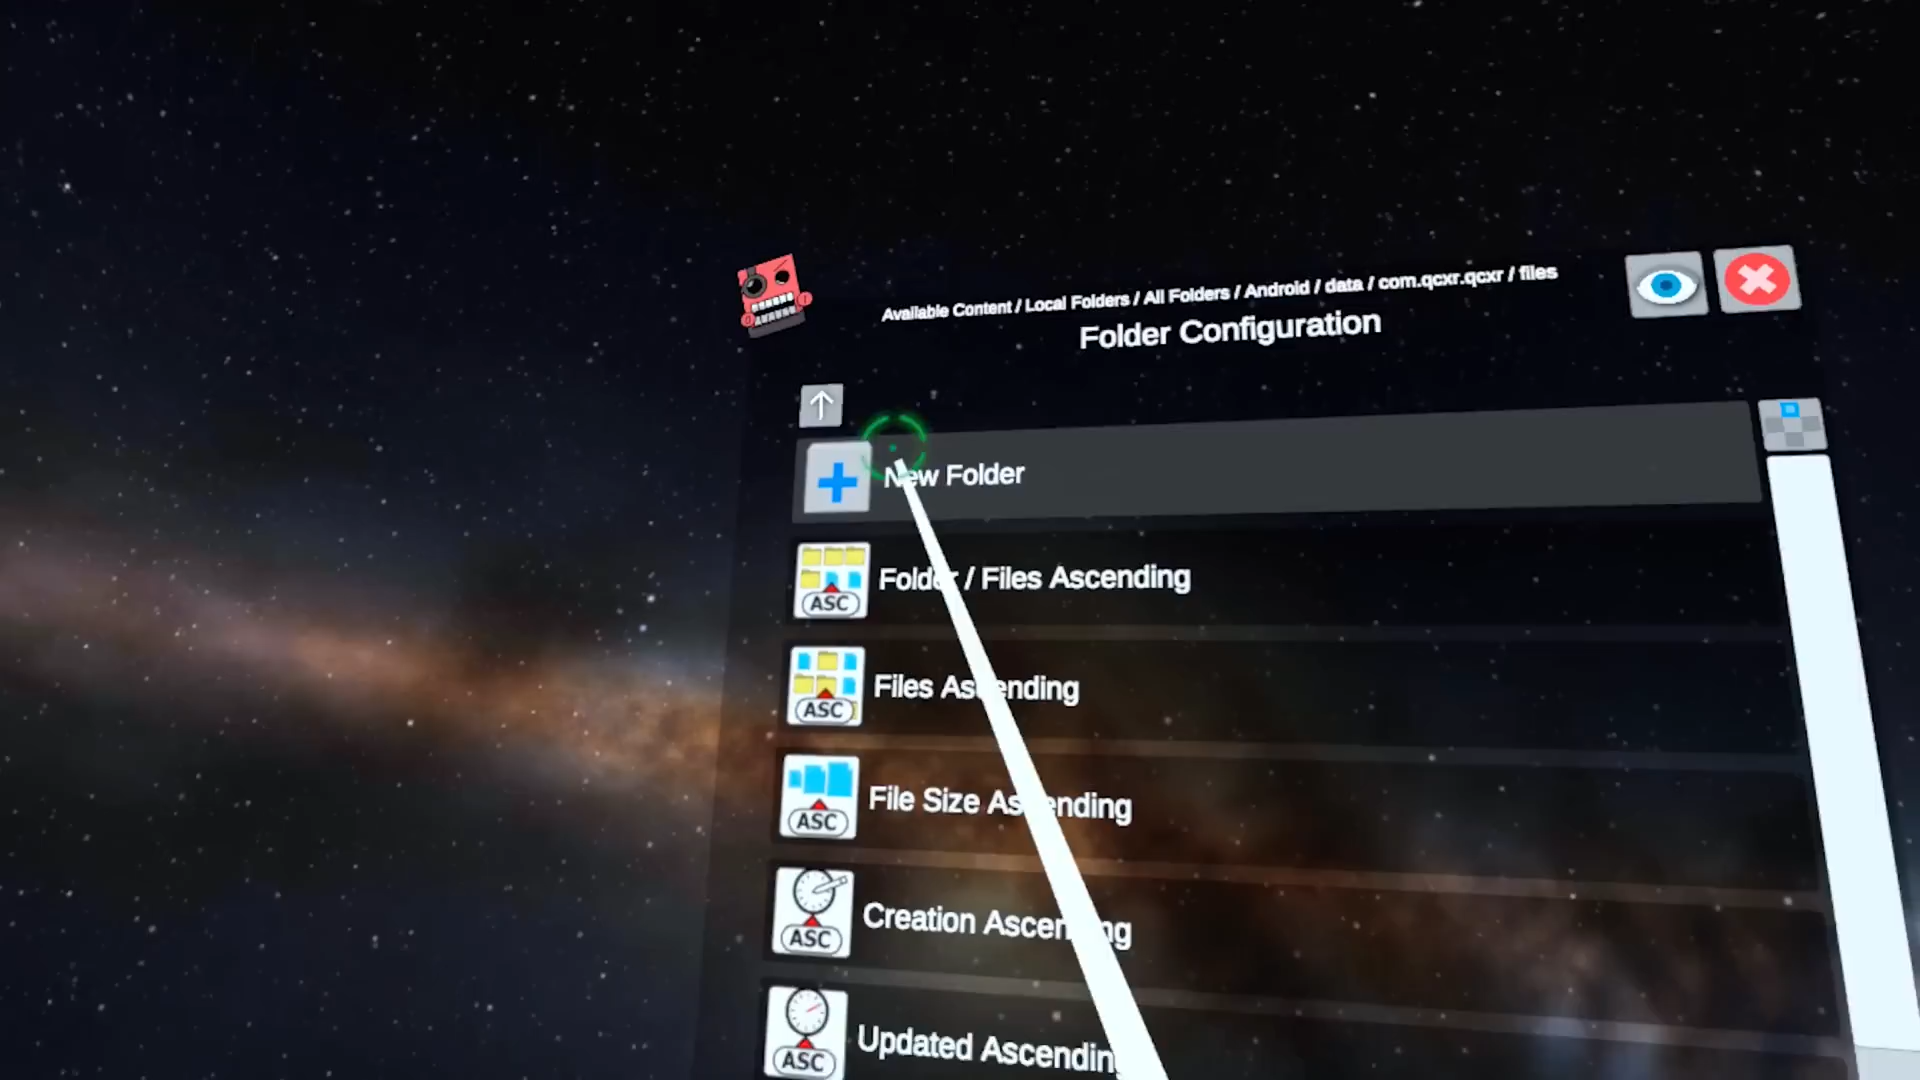 Available Content / Local Folders / All Folders / Android / data / com.qcxr.qcxr / files
Folder Configuration
New Folder
Folder / Files Ascending
ASC
Files Ascending
ASC
File Size Ascending
ASC
Creation Ascending
ASC
Updated Ascending
ASC